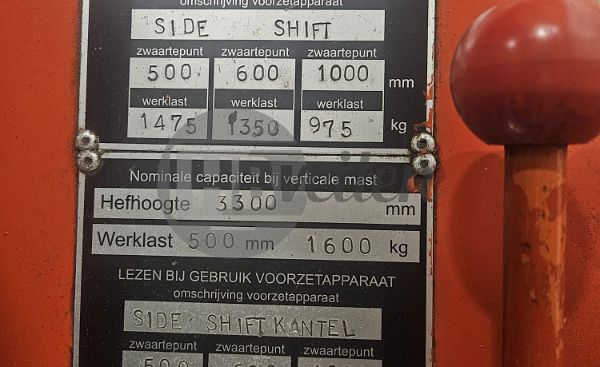 omschrijving voorzetapparaat
SIDE SHIFT
zwaartepunt zwaartepunt zwaartepunt
500 600 1000 mm
werklast werklast werklast
1475 1350 975 kg
Nominale capaciteit bij verticale mast
Hefhoogte 3300 mm
Werklast 500 mm 1600 kg
LEZEN BIJ GEBRUIK VOORZETAPPARAAT
omschrijving voorzetapparaat
SIDE SHIFT KANTEL
zwaartepunt zwaartepunt zwaartepunt
500 600